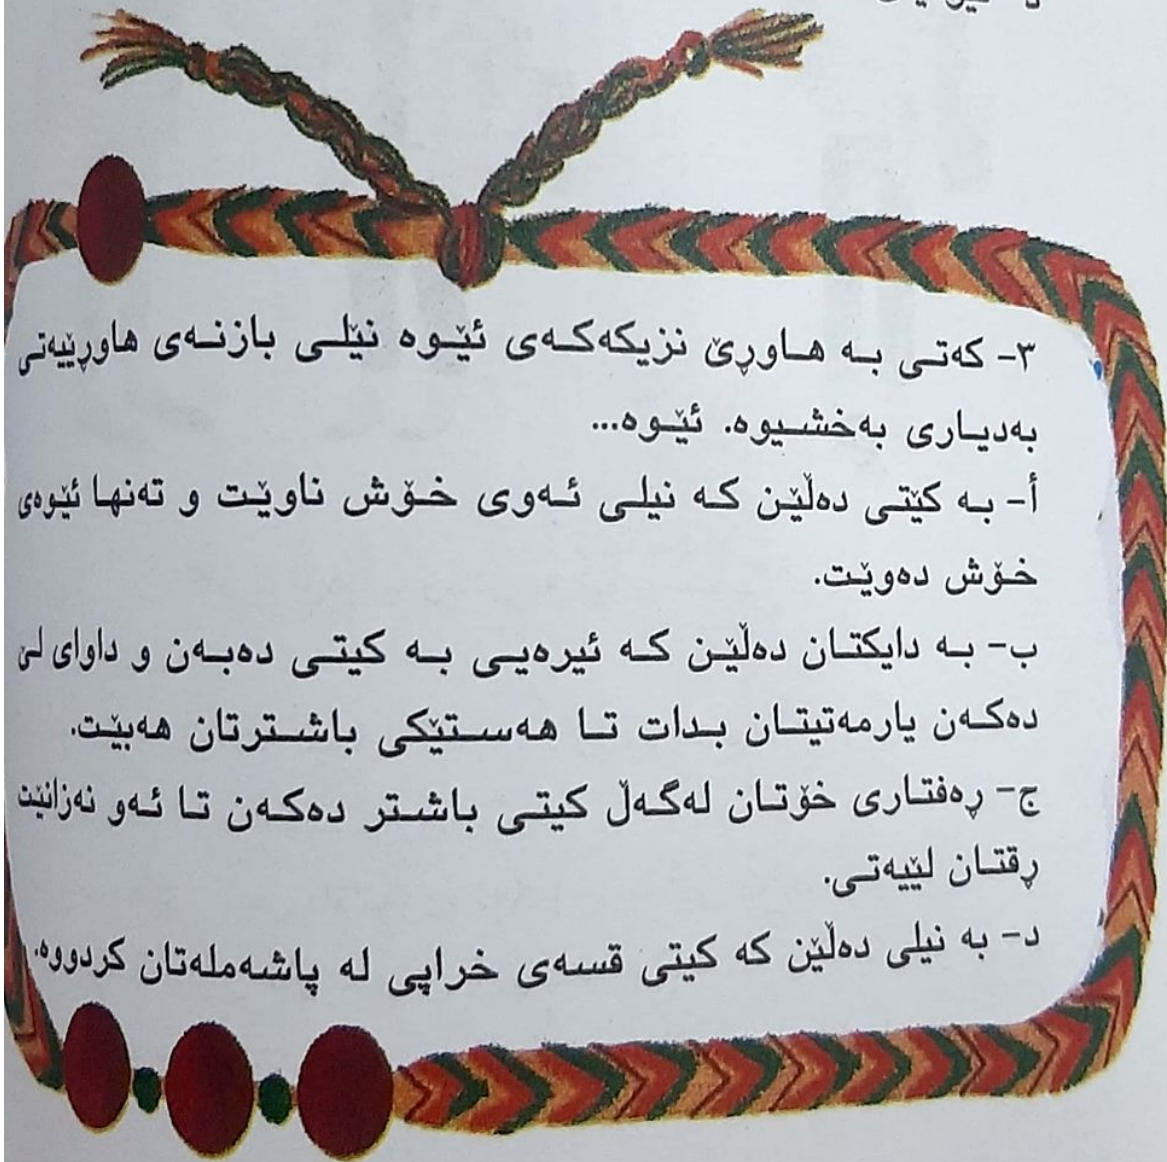 ٣- كەتی بە هاوڕێ نزیکەکەی ئێوە نێلی بازنەی هاوڕێیەتی
بەدیاری بەخشیوە. ئێوە...
أ- بە کێتی دەڵێن کە نیلی ئەوی خۆش ناوێت و تەنها ئێوەی
خۆش دەوێت.
ب- بە دایکتان دەڵێن کە ئیرەیی بە کیتی دەبەن و داوای لێ
دەکەن یارمەتیتان بدات تا هەستێکی باشترتان هەبێت.
ج- ڕەفتاری خۆتان لەگەڵ کیتی باشتر دەکەن تا ئەو نەزانێت
ڕقتان لێیەتی.
د- بە نیلی دەڵێن کە کیتی قسەی خراپی لە پاشەملەتان کردووە.